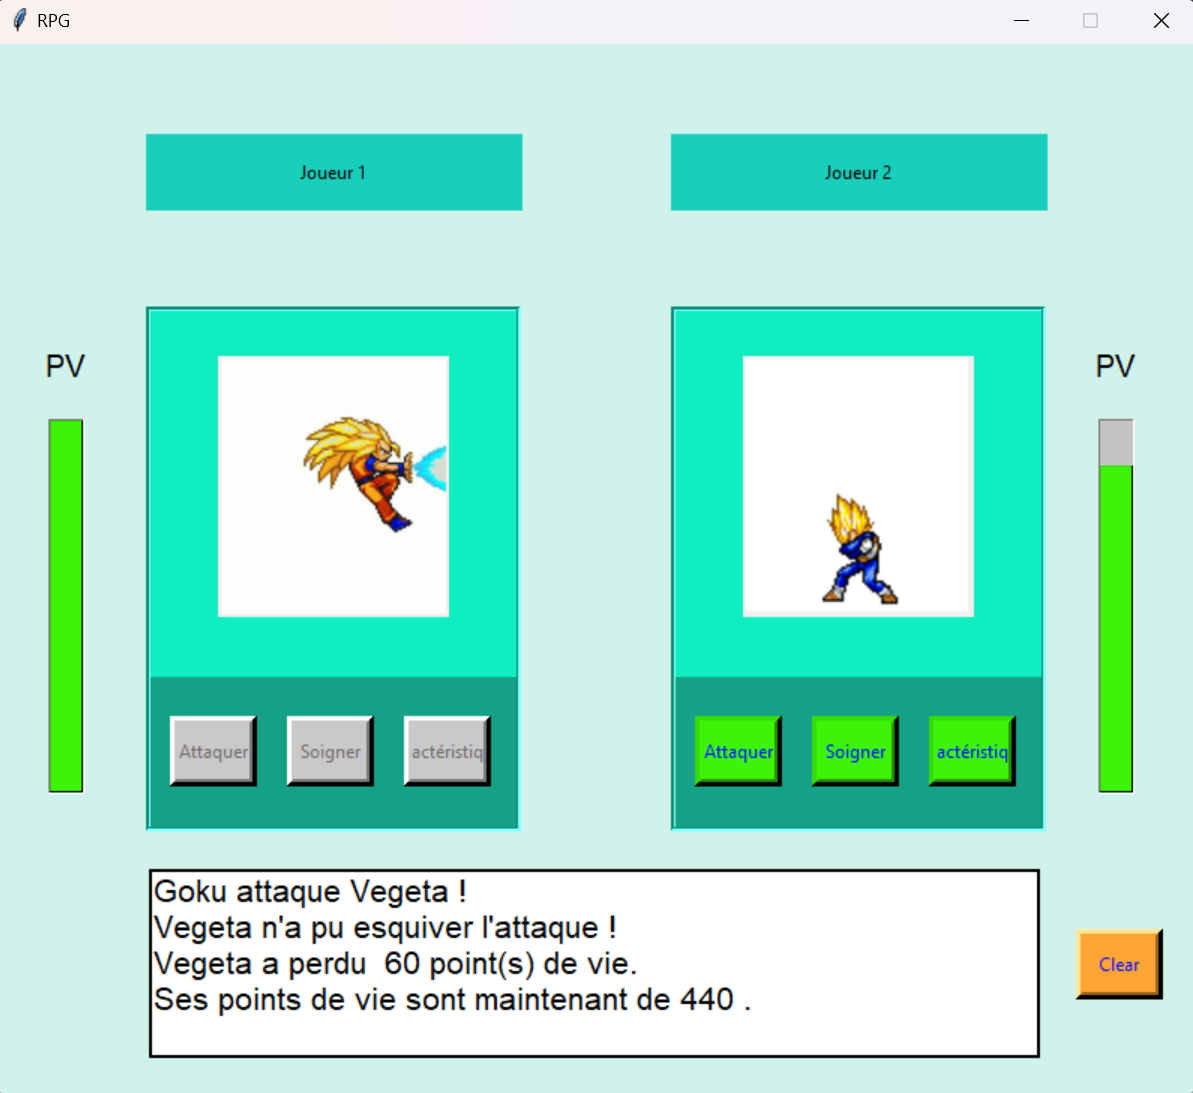 RPG
Joueur 1
Joueur 2
PV
PV
Attaquer
Soigner
actéristiq
Attaquer
Soigner
actéristiq
Goku attaque Vegeta !
Vegeta n'a pu esquiver l'attaque !
Vegeta a perdu  60 point(s) de vie.
Ses points de vie sont maintenant de 440 .
Clear